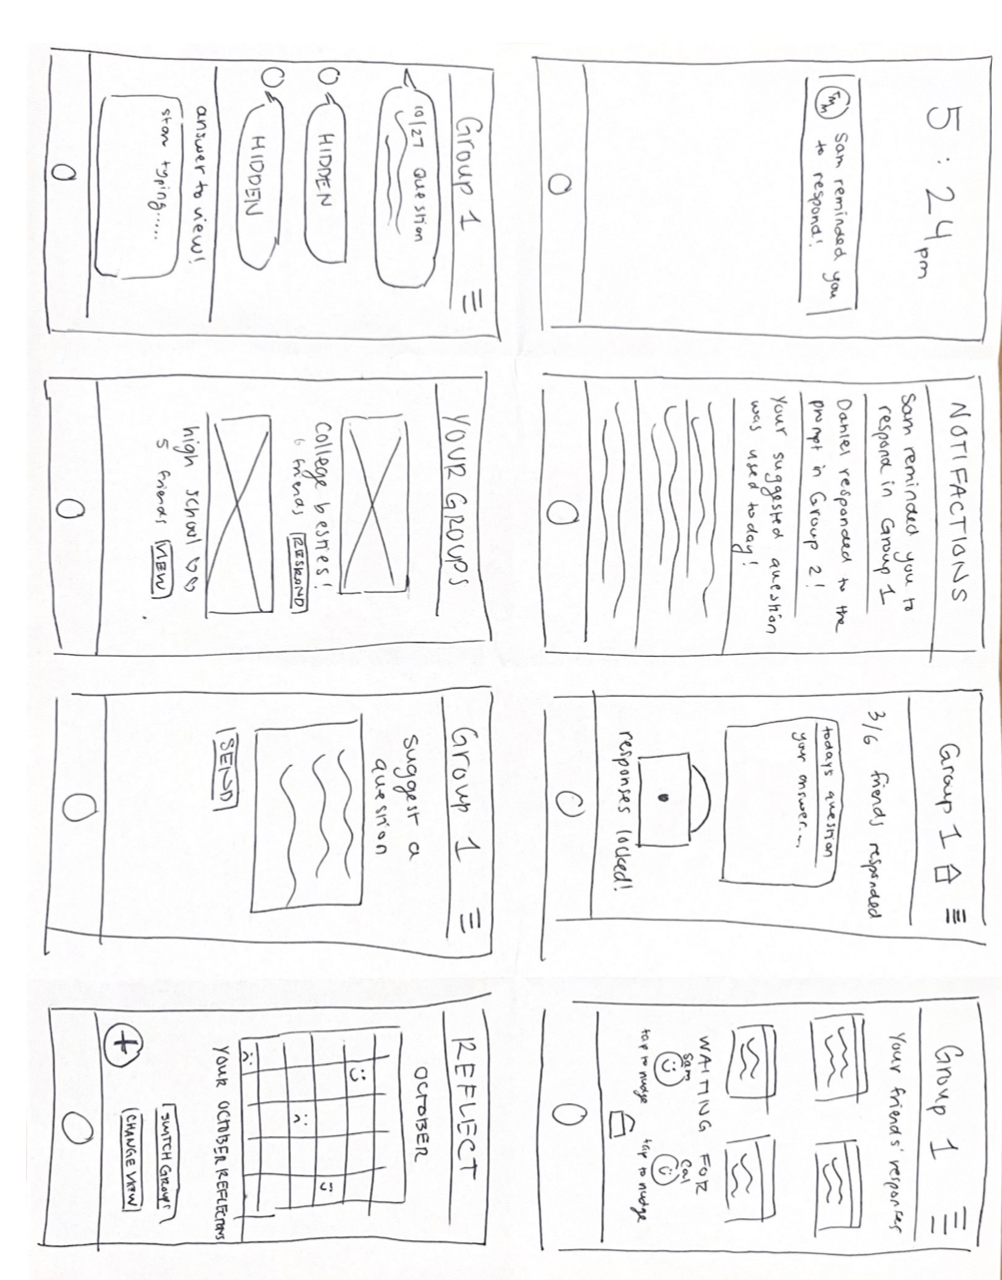 5:24pm
Sam reminded you
to respond!
NOTIFACTIONS
Sam reminded you to
respond in Group 1
Daniel responded to the
prompt in Group 2!
Your suggested question
was used today!
Group 1
3/6 friends responded
todays question
your answer...
responses locked!
Group 1
Your friends' responses
WAITING FOR
Sam
Cal
tap to nudge
tap to nudge
Group 1
10/27 question
HIDDEN
HIDDEN
answer to view!
start typing.....
YOUR GROUPS
College besties!
6 friends RESPOND
high school
5 friends VIEW
Group 1
suggest a
question
SEND
REFLECT
OCTOBER
YOUR OCTOBER REFLECTIONS
SWITCH GROUPS
CHANGE VIEW